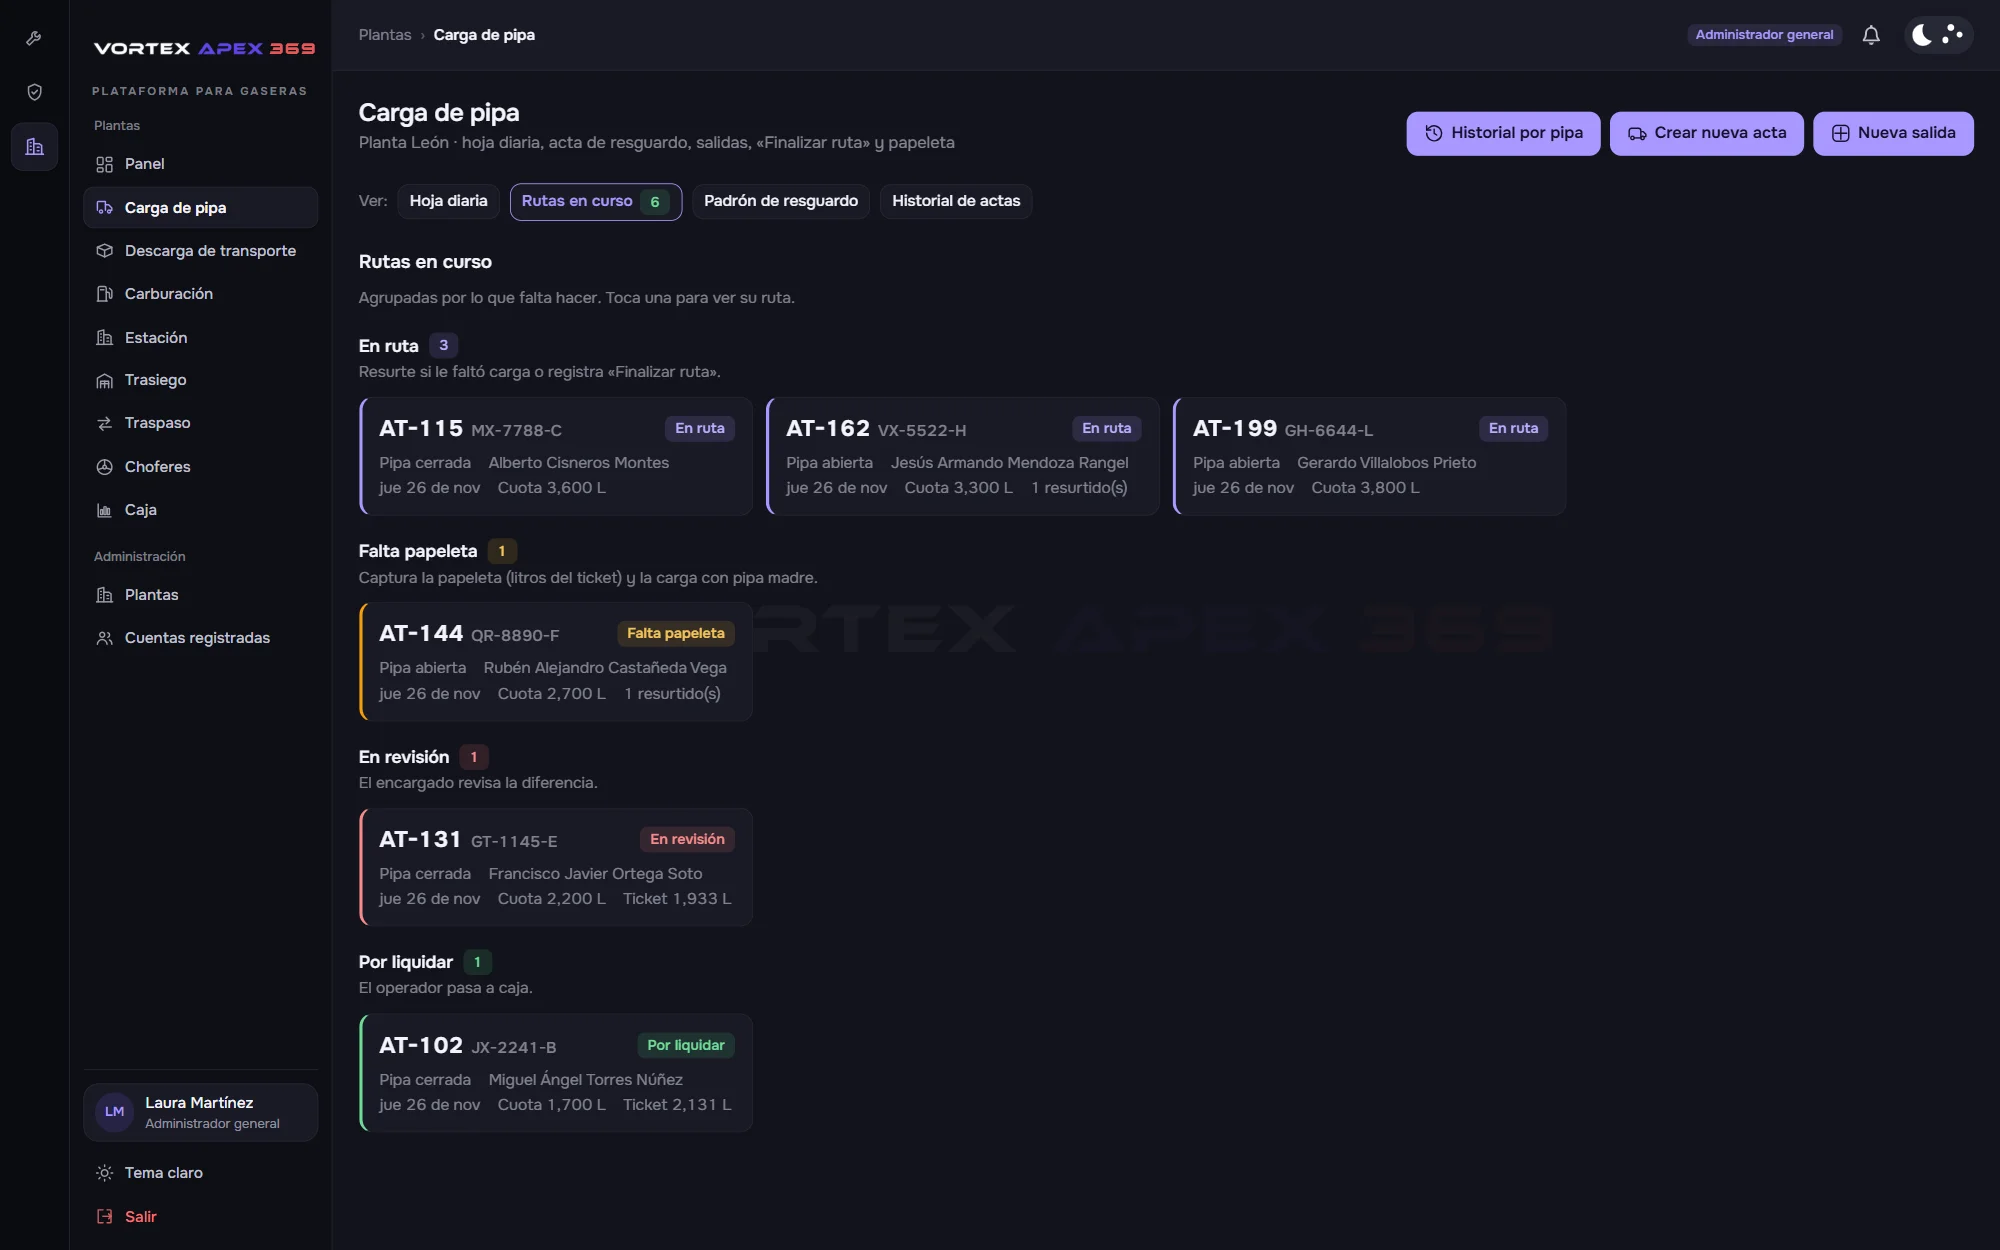 VORTEX APEX 369
PLATAFORMA PARA GASERAS
Plantas
Panel
Carga de pipa
Descarga de transporte
Carburación
Estación
Trasiego
Traspaso
Choferes
Caja
Administración
Plantas
Cuentas registradas
LM
Laura Martínez
Administrador general
Tema claro
Salir
Plantas › Carga de pipa
Administrador general
Carga de pipa
Planta León · hoja diaria, acta de resguardo, salidas, «Finalizar ruta» y papeleta
Historial por pipa
Crear nueva acta
Nueva salida
Ver: Hoja diaria Rutas en curso 6 Padrón de resguardo Historial de actas
Rutas en curso
Agrupadas por lo que falta hacer. Toca una para ver su ruta.
En ruta 3
Resurte si le faltó carga o registra «Finalizar ruta».
AT-115 MX-7788-C En ruta
Pipa cerrada Alberto Cisneros Montes
jue 26 de nov Cuota 3,600 L
AT-162 VX-5522-H En ruta
Pipa abierta Jesús Armando Mendoza Rangel
jue 26 de nov Cuota 3,300 L 1 resurtido(s)
AT-199 GH-6644-L En ruta
Pipa abierta Gerardo Villalobos Prieto
jue 26 de nov Cuota 3,800 L
Falta papeleta 1
Captura la papeleta (litros del ticket) y la carga con pipa madre.
AT-144 QR-8890-F Falta papeleta
Pipa abierta Rubén Alejandro Castañeda Vega
jue 26 de nov Cuota 2,700 L 1 resurtido(s)
RTEX APEX 369
En revisión 1
El encargado revisa la diferencia.
AT-131 GT-1145-E En revisión
Pipa cerrada Francisco Javier Ortega Soto
jue 26 de nov Cuota 2,200 L Ticket 1,933 L
Por liquidar 1
El operador pasa a caja.
AT-102 JX-2241-B Por liquidar
Pipa cerrada Miguel Ángel Torres Núñez
jue 26 de nov Cuota 1,700 L Ticket 2,131 L